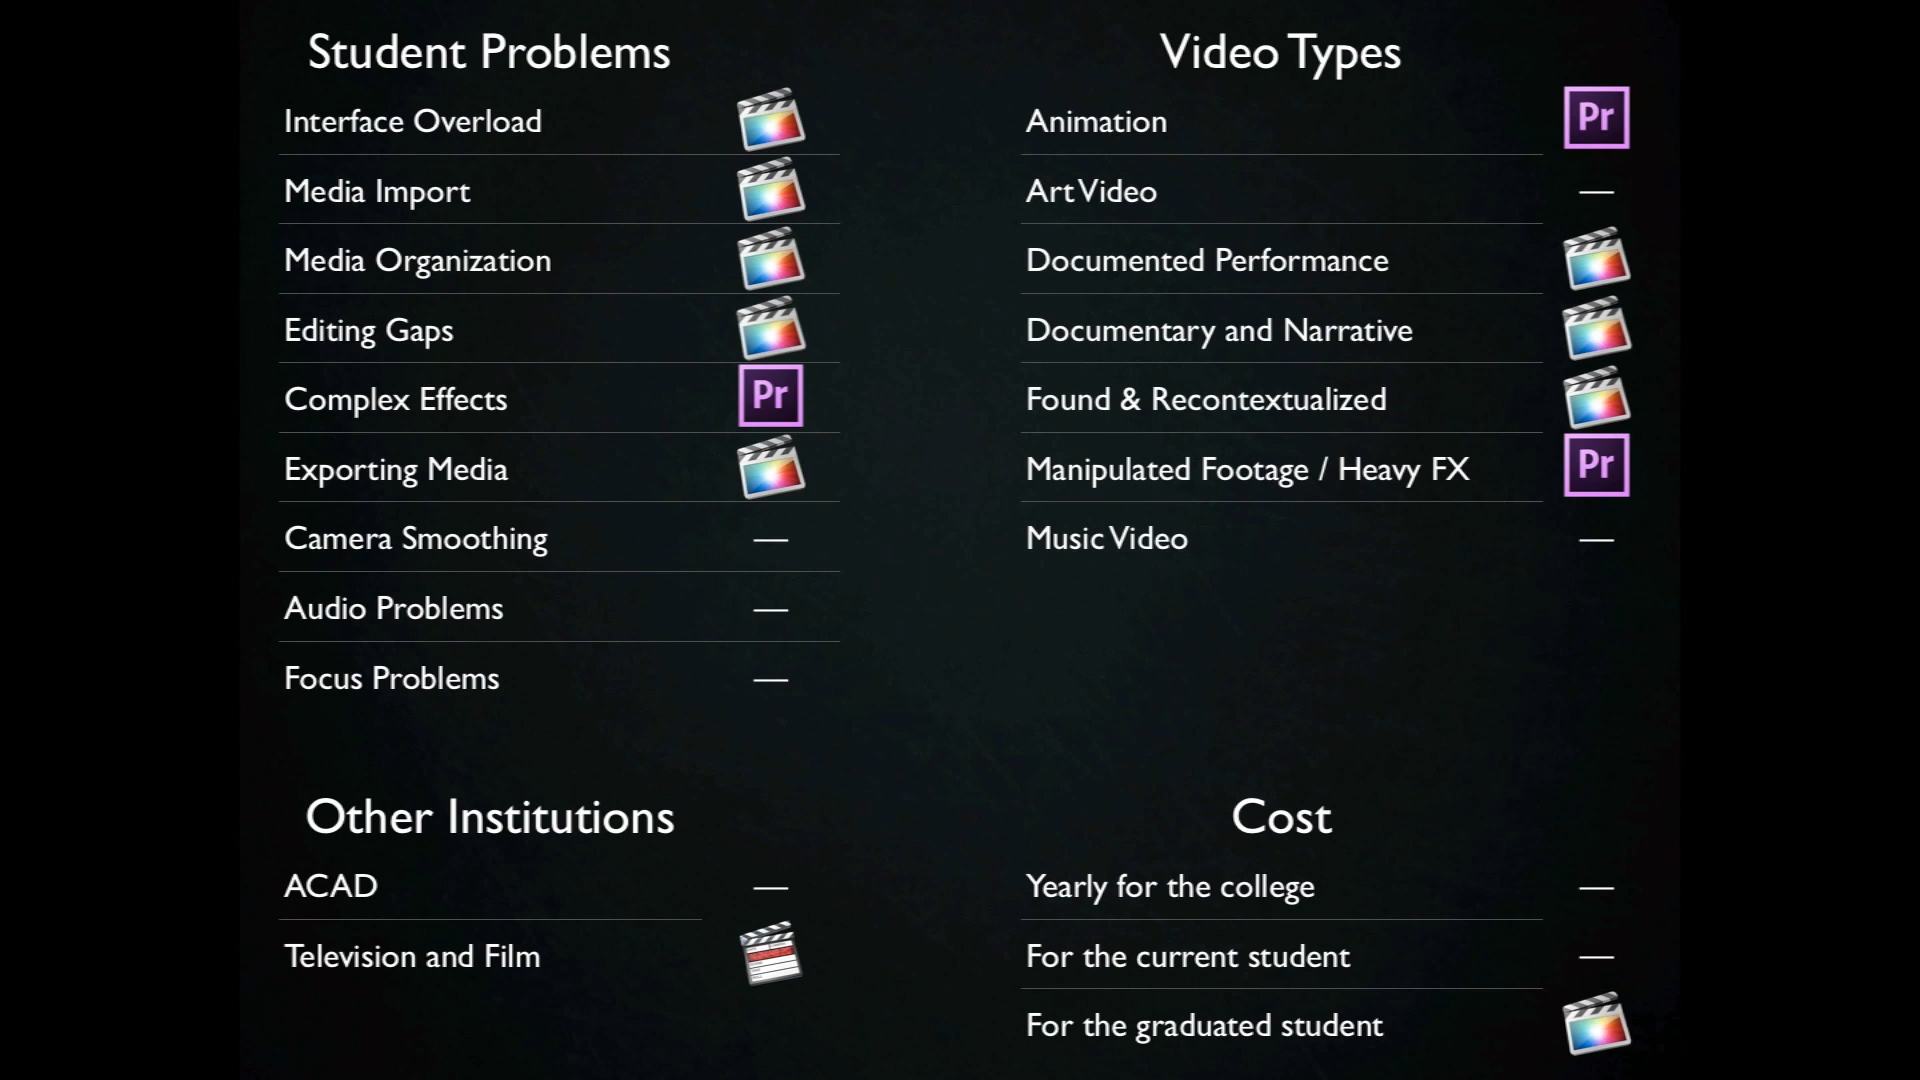 Student Problems
Interface Overload
Media Import
Media Organization
Editing Gaps
Complex Effects Pr
Exporting Media
Camera Smoothing —
Audio Problems —
Focus Problems —
Video Types
Animation Pr
Art Video —
Documented Performance
Documentary and Narrative
Found & Recontextualized
Manipulated Footage / Heavy FX Pr
Music Video —
Other Institutions
ACAD —
Television and Film
Cost
Yearly for the college —
For the current student —
For the graduated student